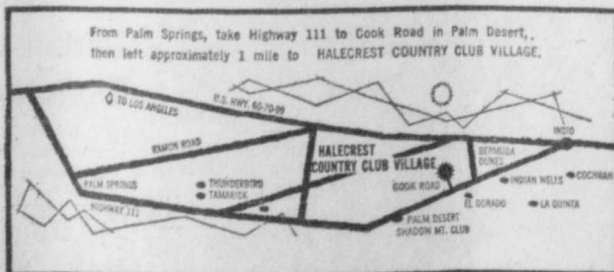 From Palm Springs, take Highway 111 to Cook Road in Palm Desert,
then left approximately 1 mile to HALECREST COUNTRY CLUB VILLAGE.
TO LOS ANGELES
U.S. HWY. 60-70-99
RAMON ROAD
HALECREST
COUNTRY CLUB VILLAGE
BERMUDA
DUNES
INDIO
PALM SPRINGS
THUNDERBIRD
TAMARISK
COOK ROAD
INDIAN WELLS
COCHRAN
HIGHWAY 111
EL DORADO
LA QUINTA
PALM DESERT
SHADOW MT. CLUB